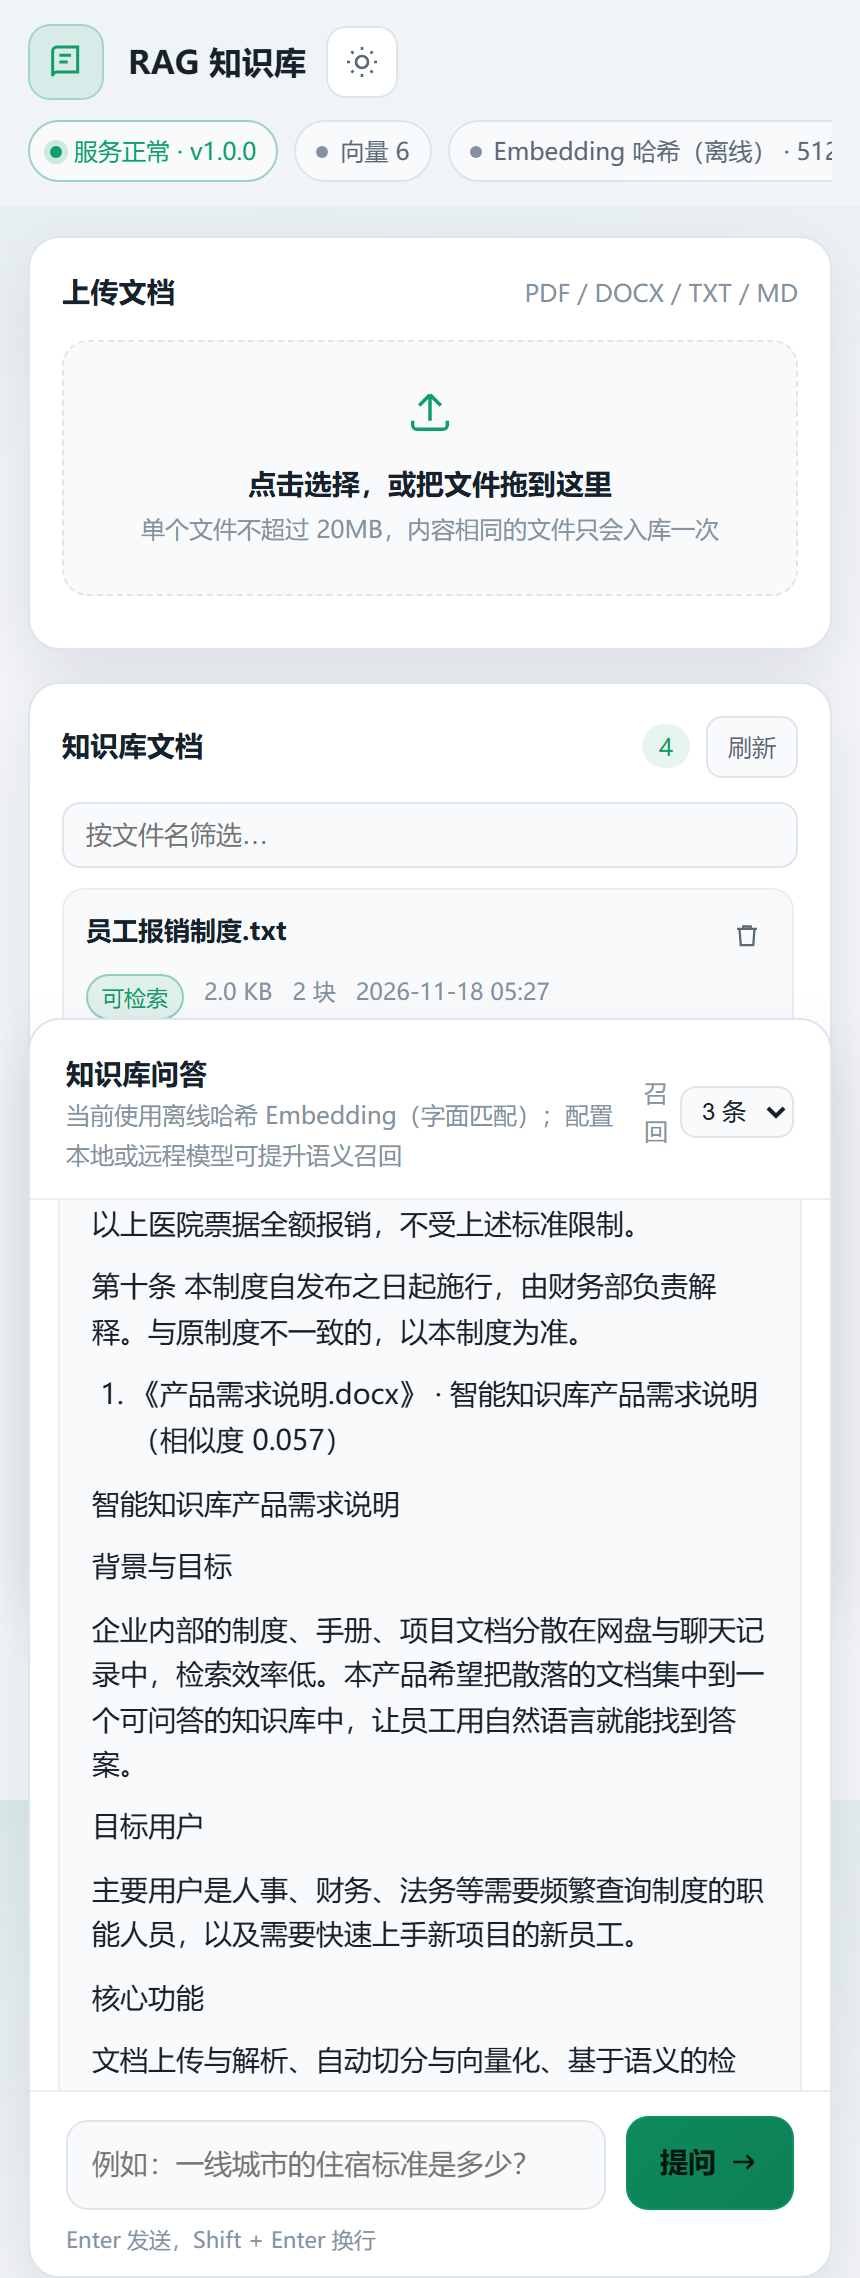 RAG 知识库
服务正常 · v1.0.0
向量 6
Embedding 哈希（离线） · 512
上传文档
PDF / DOCX / TXT / MD
点击选择，或把文件拖到这里
单个文件不超过 20MB，内容相同的文件只会入库一次
知识库文档
4
刷新
按文件名筛选…
员工报销制度.txt
可检索
2.0 KB
2 块
2026-11-18 05:27
知识库问答
当前使用离线哈希 Embedding（字面匹配）；配置
本地或远程模型可提升语义召回
召
回
3 条
以上医院票据全额报销，不受上述标准限制。
第十条 本制度自发布之日起施行，由财务部负责解
释。与原制度不一致的，以本制度为准。
1. 《产品需求说明.docx》 · 智能知识库产品需求说明
（相似度 0.057）
智能知识库产品需求说明
背景与目标
企业内部的制度、手册、项目文档分散在网盘与聊天记
录中，检索效率低。本产品希望把散落的文档集中到一
个可问答的知识库中，让员工用自然语言就能找到答
案。
目标用户
主要用户是人事、财务、法务等需要频繁查询制度的职
能人员，以及需要快速上手新项目的新员工。
核心功能
文档上传与解析、自动切分与向量化、基于语义的检
例如：一线城市的住宿标准是多少？
提问 →
Enter 发送，Shift + Enter 换行